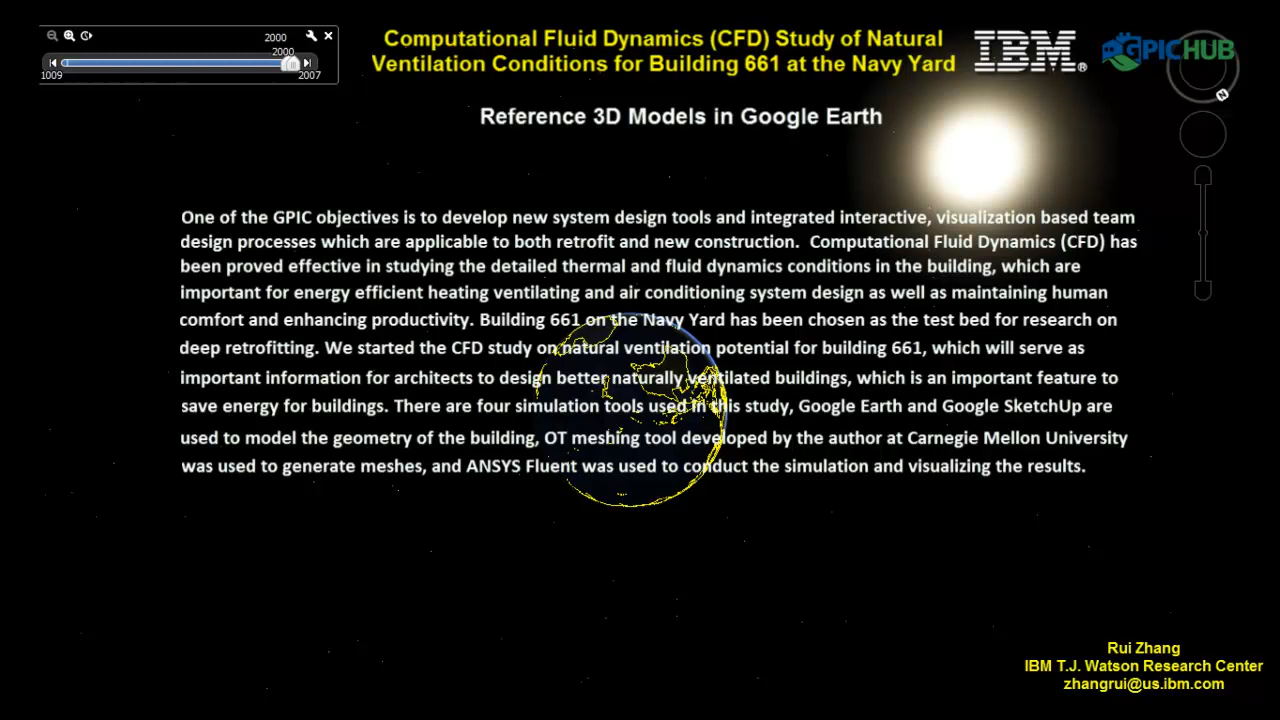 2000
2000
1009
2007
Computational Fluid Dynamics (CFD) Study of Natural
Ventilation Conditions for Building 661 at the Navy Yard
IBM®
GPICHUB
N
Reference 3D Models in Google Earth
One of the GPIC objectives is to develop new system design tools and integrated interactive, visualization based team
design processes which are applicable to both retrofit and new construction.  Computational Fluid Dynamics (CFD) has
been proved effective in studying the detailed thermal and fluid dynamics conditions in the building, which are
important for energy efficient heating ventilating and air conditioning system design as well as maintaining human
comfort and enhancing productivity. Building 661 on the Navy Yard has been chosen as the test bed for research on
deep retrofitting. We started the CFD study on natural ventilation potential for building 661, which will serve as
important information for architects to design better naturally ventilated buildings, which is an important feature to
save energy for buildings. There are four simulation tools used in this study, Google Earth and Google SketchUp are
used to model the geometry of the building, OT meshing tool developed by the author at Carnegie Mellon University
was used to generate meshes, and ANSYS Fluent was used to conduct the simulation and visualizing the results.
Rui Zhang
IBM T.J. Watson Research Center
zhangrui@us.ibm.com